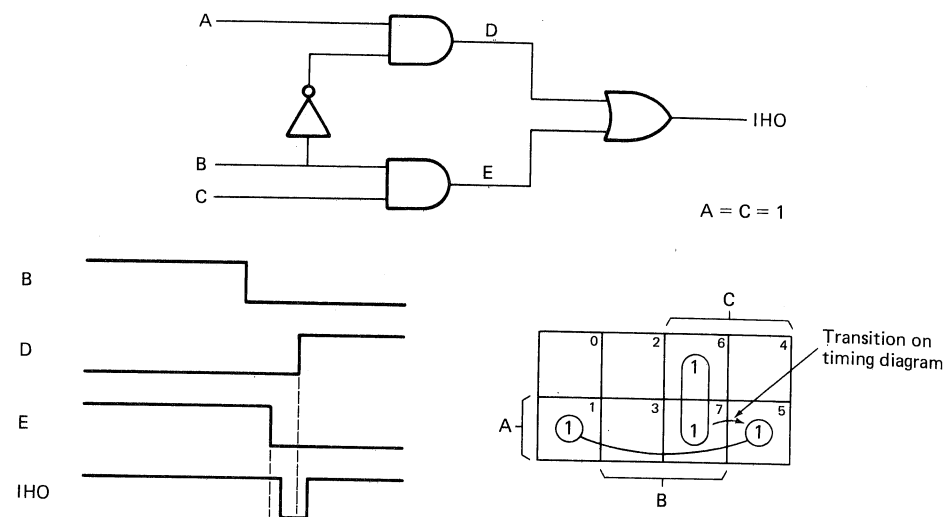 A
D
IHO
B
E
C
A = C = 1
B
D
E
IHO
C
0 2 6 4
1
Transition on
timing diagram
A
1 3 7 5
1 1 1
B